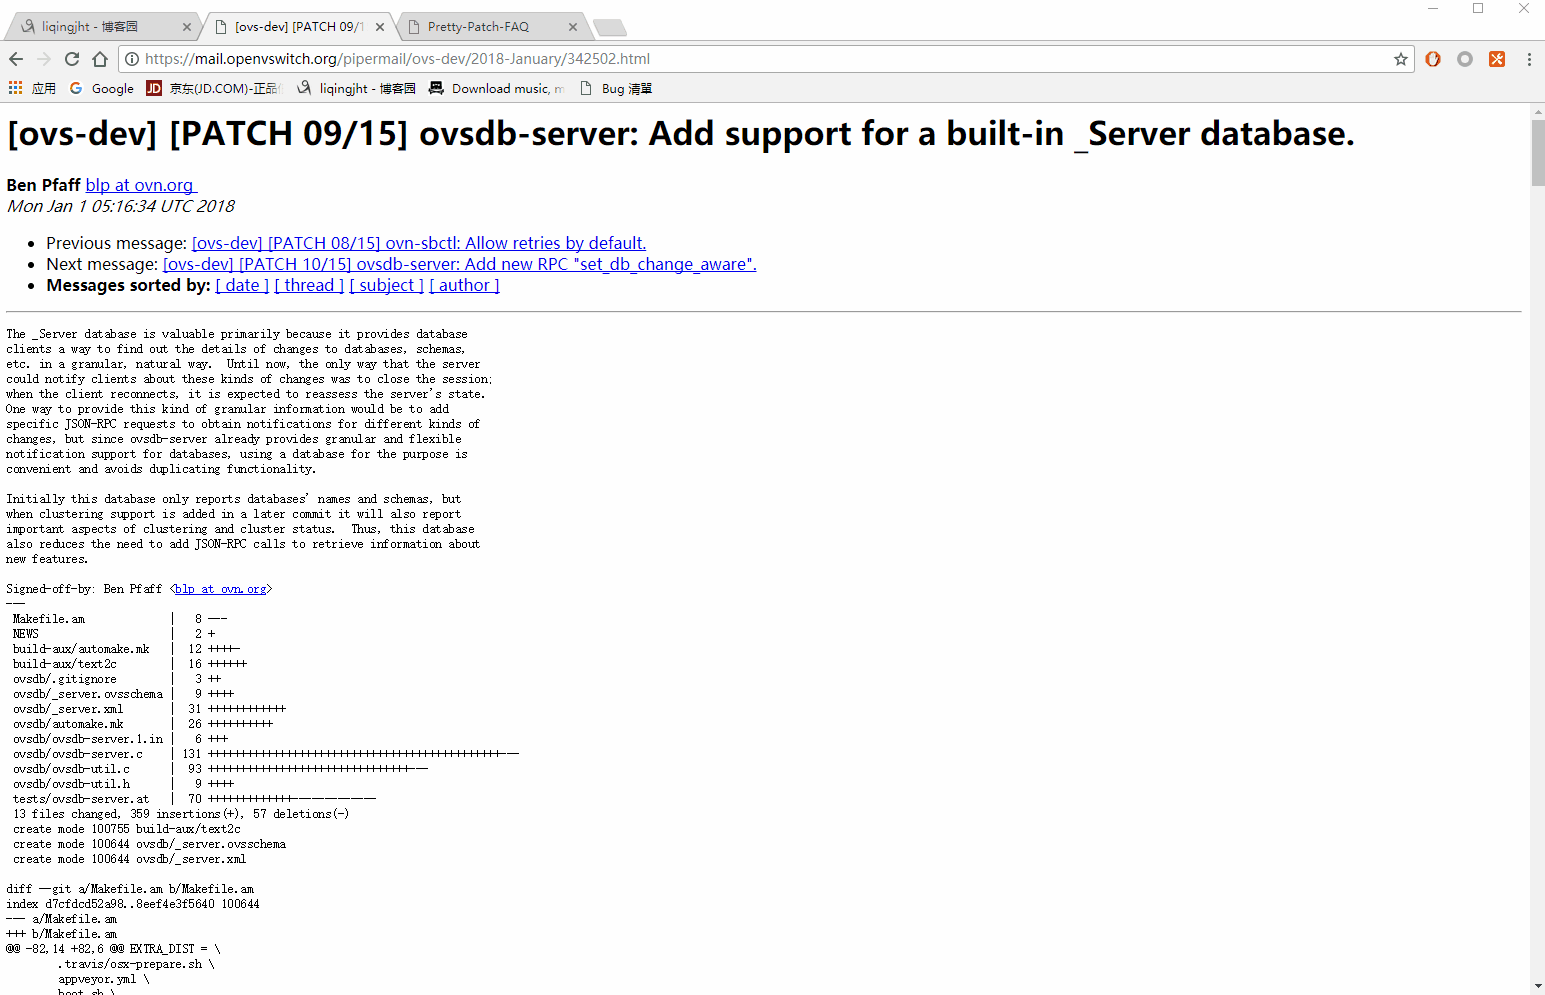 liqingjht - 博客园
[ovs-dev] [PATCH 09/1
Pretty-Patch-FAQ
https://mail.openvswitch.org/pipermail/ovs-dev/2018-January/342502.html
应用
Google
JD
京东(JD.COM)-正品
liqingjht - 博客园
Download music, m
Bug 清單
[ovs-dev] [PATCH 09/15] ovsdb-server: Add support for a built-in _Server database.
Ben Pfaff blp at ovn.org
Mon Jan 1 05:16:34 UTC 2018
• Previous message: [ovs-dev] [PATCH 08/15] ovn-sbctl: Allow retries by default.
• Next message: [ovs-dev] [PATCH 10/15] ovsdb-server: Add new RPC "set_db_change_aware".
• Messages sorted by: [ date ] [ thread ] [ subject ] [ author ]
The _Server database is valuable primarily because it provides database
clients a way to find out the details of changes to databases, schemas,
etc. in a granular, natural way.  Until now, the only way that the server
could notify clients about these kinds of changes was to close the session;
when the client reconnects, it is expected to reassess the server's state.
One way to provide this kind of granular information would be to add
specific JSON-RPC requests to obtain notifications for different kinds of
changes, but since ovsdb-server already provides granular and flexible
notification support for databases, using a database for the purpose is
convenient and avoids duplicating functionality.
Initially this database only reports databases' names and schemas, but
when clustering support is added in a later commit it will also report
important aspects of clustering and cluster status.  Thus, this database
also reduces the need to add JSON-RPC calls to retrieve information about
new features.
Signed-off-by: Ben Pfaff <blp at ovn.org>
---
Makefile.am | 8 ---
NEWS | 2 +
build-aux/automake.mk | 12 ++++-
build-aux/text2c | 16 ++++++
ovsdb/.gitignore | 3 ++
ovsdb/_server.ovsschema | 9 ++++
ovsdb/_server.xml | 31 ++++++++++++
ovsdb/automake.mk | 26 ++++++++++
ovsdb/ovsdb-server.1.in | 6 +++
ovsdb/ovsdb-server.c | 131 +++++++++++++++++++++++++++++++++++++++++++++---
ovsdb/ovsdb-util.c | 93 +++++++++++++++++++++++++++++++---
ovsdb/ovsdb-util.h | 9 ++++
tests/ovsdb-server.at | 70 +++++++++++++-------------
13 files changed, 359 insertions(+), 57 deletions(-)
create mode 100755 build-aux/text2c
create mode 100644 ovsdb/_server.ovsschema
create mode 100644 ovsdb/_server.xml
diff --git a/Makefile.am b/Makefile.am
index d7cfdcd52a98..8eef4e3f5640 100644
--- a/Makefile.am
+++ b/Makefile.am
@@ -82,14 +82,6 @@ EXTRA_DIST = \
.travis/osx-prepare.sh \
appveyor.yml \
boot.sh \